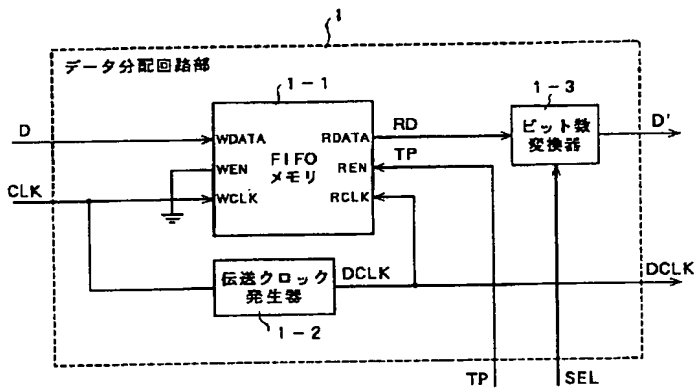 1
データ分配回路部
1-1
1-3
D
WDATA
RDATA
RD
ビット数
変換器
D'
WEN
FIFO
メモリ
REN
TP
CLK
WCLK
RCLK
伝送クロック
発生器
DCLK
DCLK
1-2
TP
SEL